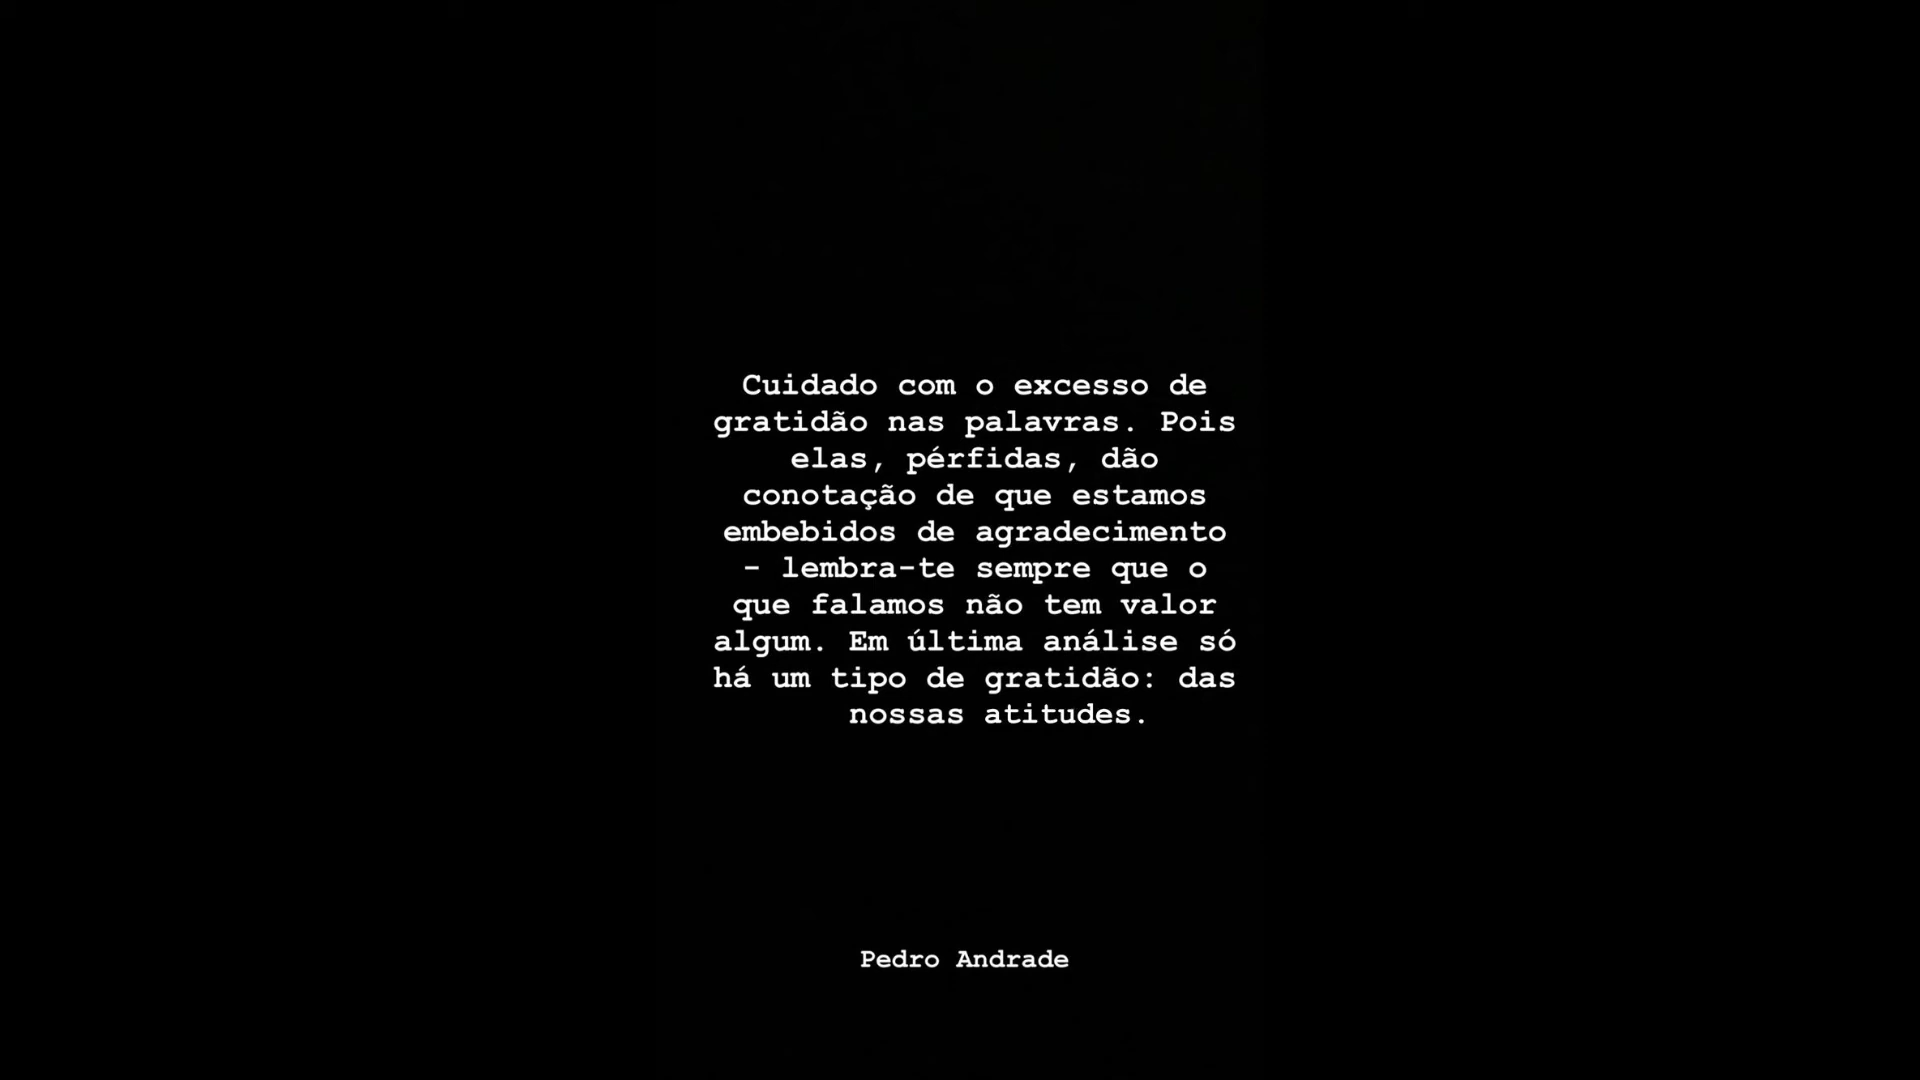 Cuidado com o excesso de
gratidão nas palavras. Pois
elas, pérfidas, dão
conotação de que estamos
embebidos de agradecimento
- lembra-te sempre que o
que falamos não tem valor
algum. Em última análise só
há um tipo de gratidão: das
nossas atitudes.
Pedro Andrade